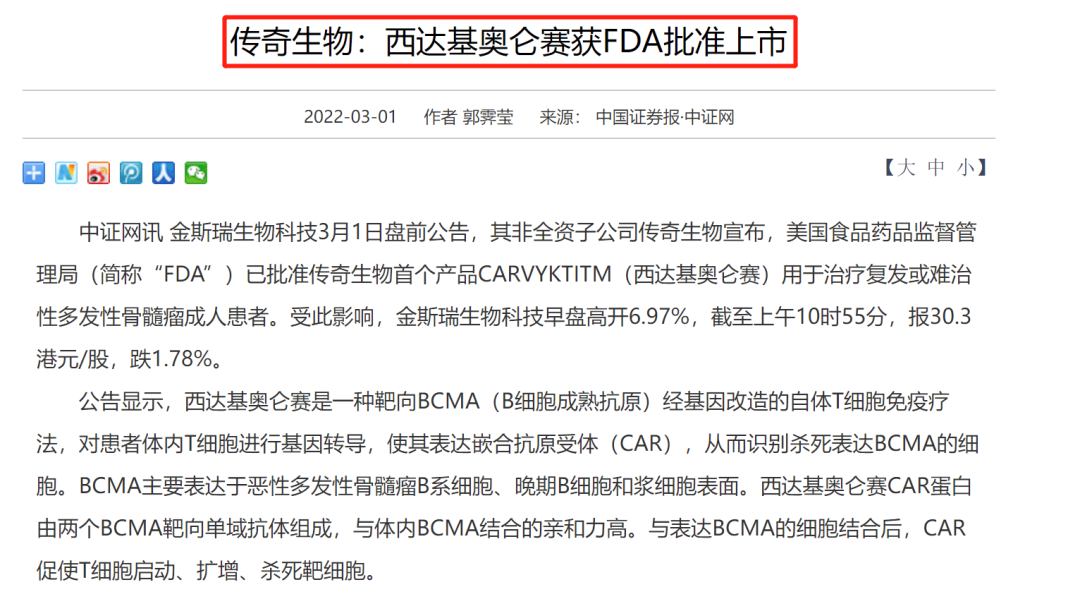 传奇生物：西达基奥仑赛获FDA批准上市
2022-03-01 作者 郭霁莹 来源： 中国证券报·中证网
【大 中 小】
中证网讯 金斯瑞生物科技3月1日盘前公告，其非全资子公司传奇生物宣布，美国食品药品监督管
理局（简称“FDA”）已批准传奇生物首个产品CARVYKTITM（西达基奥仑赛）用于治疗复发或难治
性多发性骨髓瘤成人患者。受此影响，金斯瑞生物科技早盘高开6.97%，截至上午10时55分，报30.3
港元/股，跌1.78%。
公告显示，西达基奥仑赛是一种靶向BCMA（B细胞成熟抗原）经基因改造的自体T细胞免疫疗
法，对患者体内T细胞进行基因转导，使其表达嵌合抗原受体（CAR），从而识别杀死表达BCMA的细
胞。BCMA主要表达于恶性多发性骨髓瘤B系细胞、晚期B细胞和浆细胞表面。西达基奥仑赛CAR蛋白
由两个BCMA靶向单域抗体组成，与体内BCMA结合的亲和力高。与表达BCMA的细胞结合后，CAR
促使T细胞启动、扩增、杀死靶细胞。